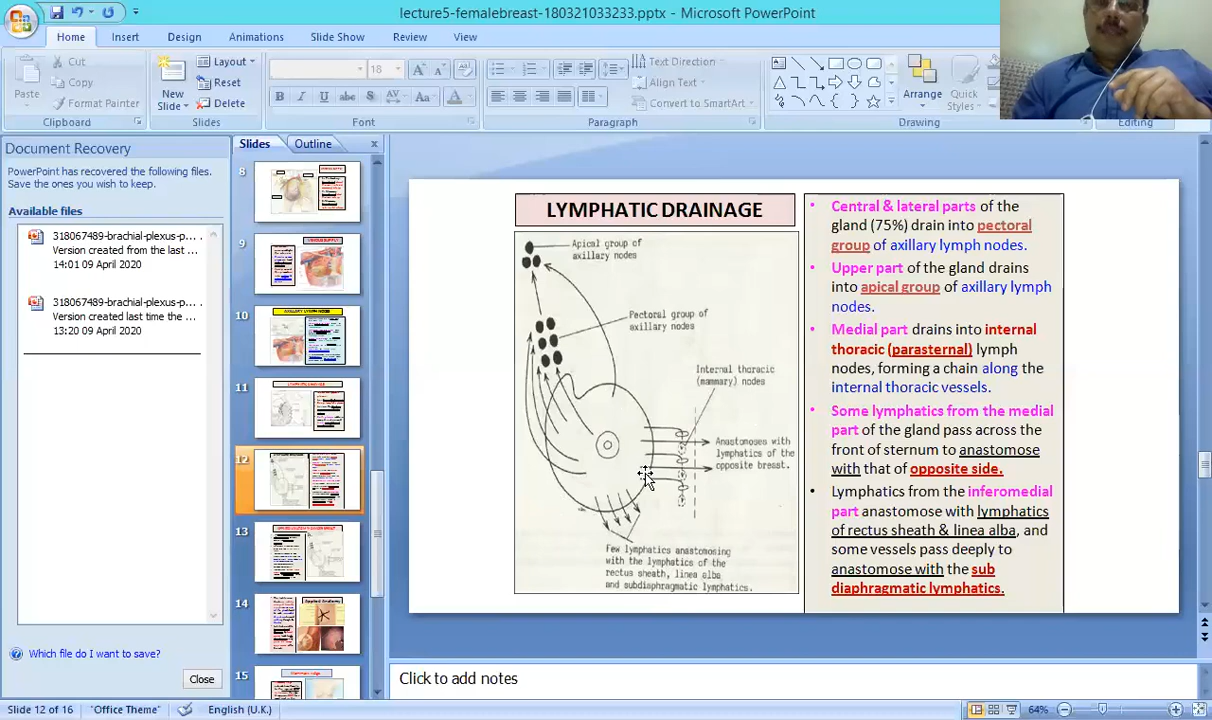 lecture5-femalebreast-180321033233.pptx - Microsoft PowerPoint
Home
Insert
Design
Animations
Slide Show
Review
View
Paste
Cut
Copy
Format Painter
Clipboard
New
Slide
Layout
Reset
Delete
Slides
18
Font
Text Direction
Align Text
Convert to SmartArt
Paragraph
Arrange
Quick
Styles
Drawing
Editing
Document Recovery
PowerPoint has recovered the following files.
Save the ones you wish to keep.
Available files
318067489-brachial-plexus-p... .
Version created from the last ...
14:01 09 April 2020
318067489-brachial-plexus-p... .
Version created last time the ...
13:20 09 April 2020
Which file do I want to save?
Close
Slides
Outline
8
9
10
11
12
13
14
15
LYMPHATIC DRAINAGE
Apical group of
axillary nodes
Pectoral group of
axillary nodes
Internal thoracic
(mammary) nodes
Anastomoses with
lymphatics of the
opposite breast.
Few lymphatics anastomosing
with the lymphatics of the
rectus sheath, linea alba
and subdiaphragmatic lymphatics.
• Central & lateral parts of the
gland (75%) drain into pectoral
group of axillary lymph nodes.
• Upper part of the gland drains
into apical group of axillary lymph
nodes.
• Medial part drains into internal
thoracic (parasternal) lymph
nodes, forming a chain along the
internal thoracic vessels.
• Some lymphatics from the medial
part of the gland pass across the
front of sternum to anastomose
with that of opposite side.
• Lymphatics from the inferomedial
part anastomose with lymphatics
of rectus sheath & linea alba, and
some vessels pass deeply to
anastomose with the sub
diaphragmatic lymphatics.
Click to add notes
Slide 12 of 16
"Office Theme"
English (U.K.)
64%